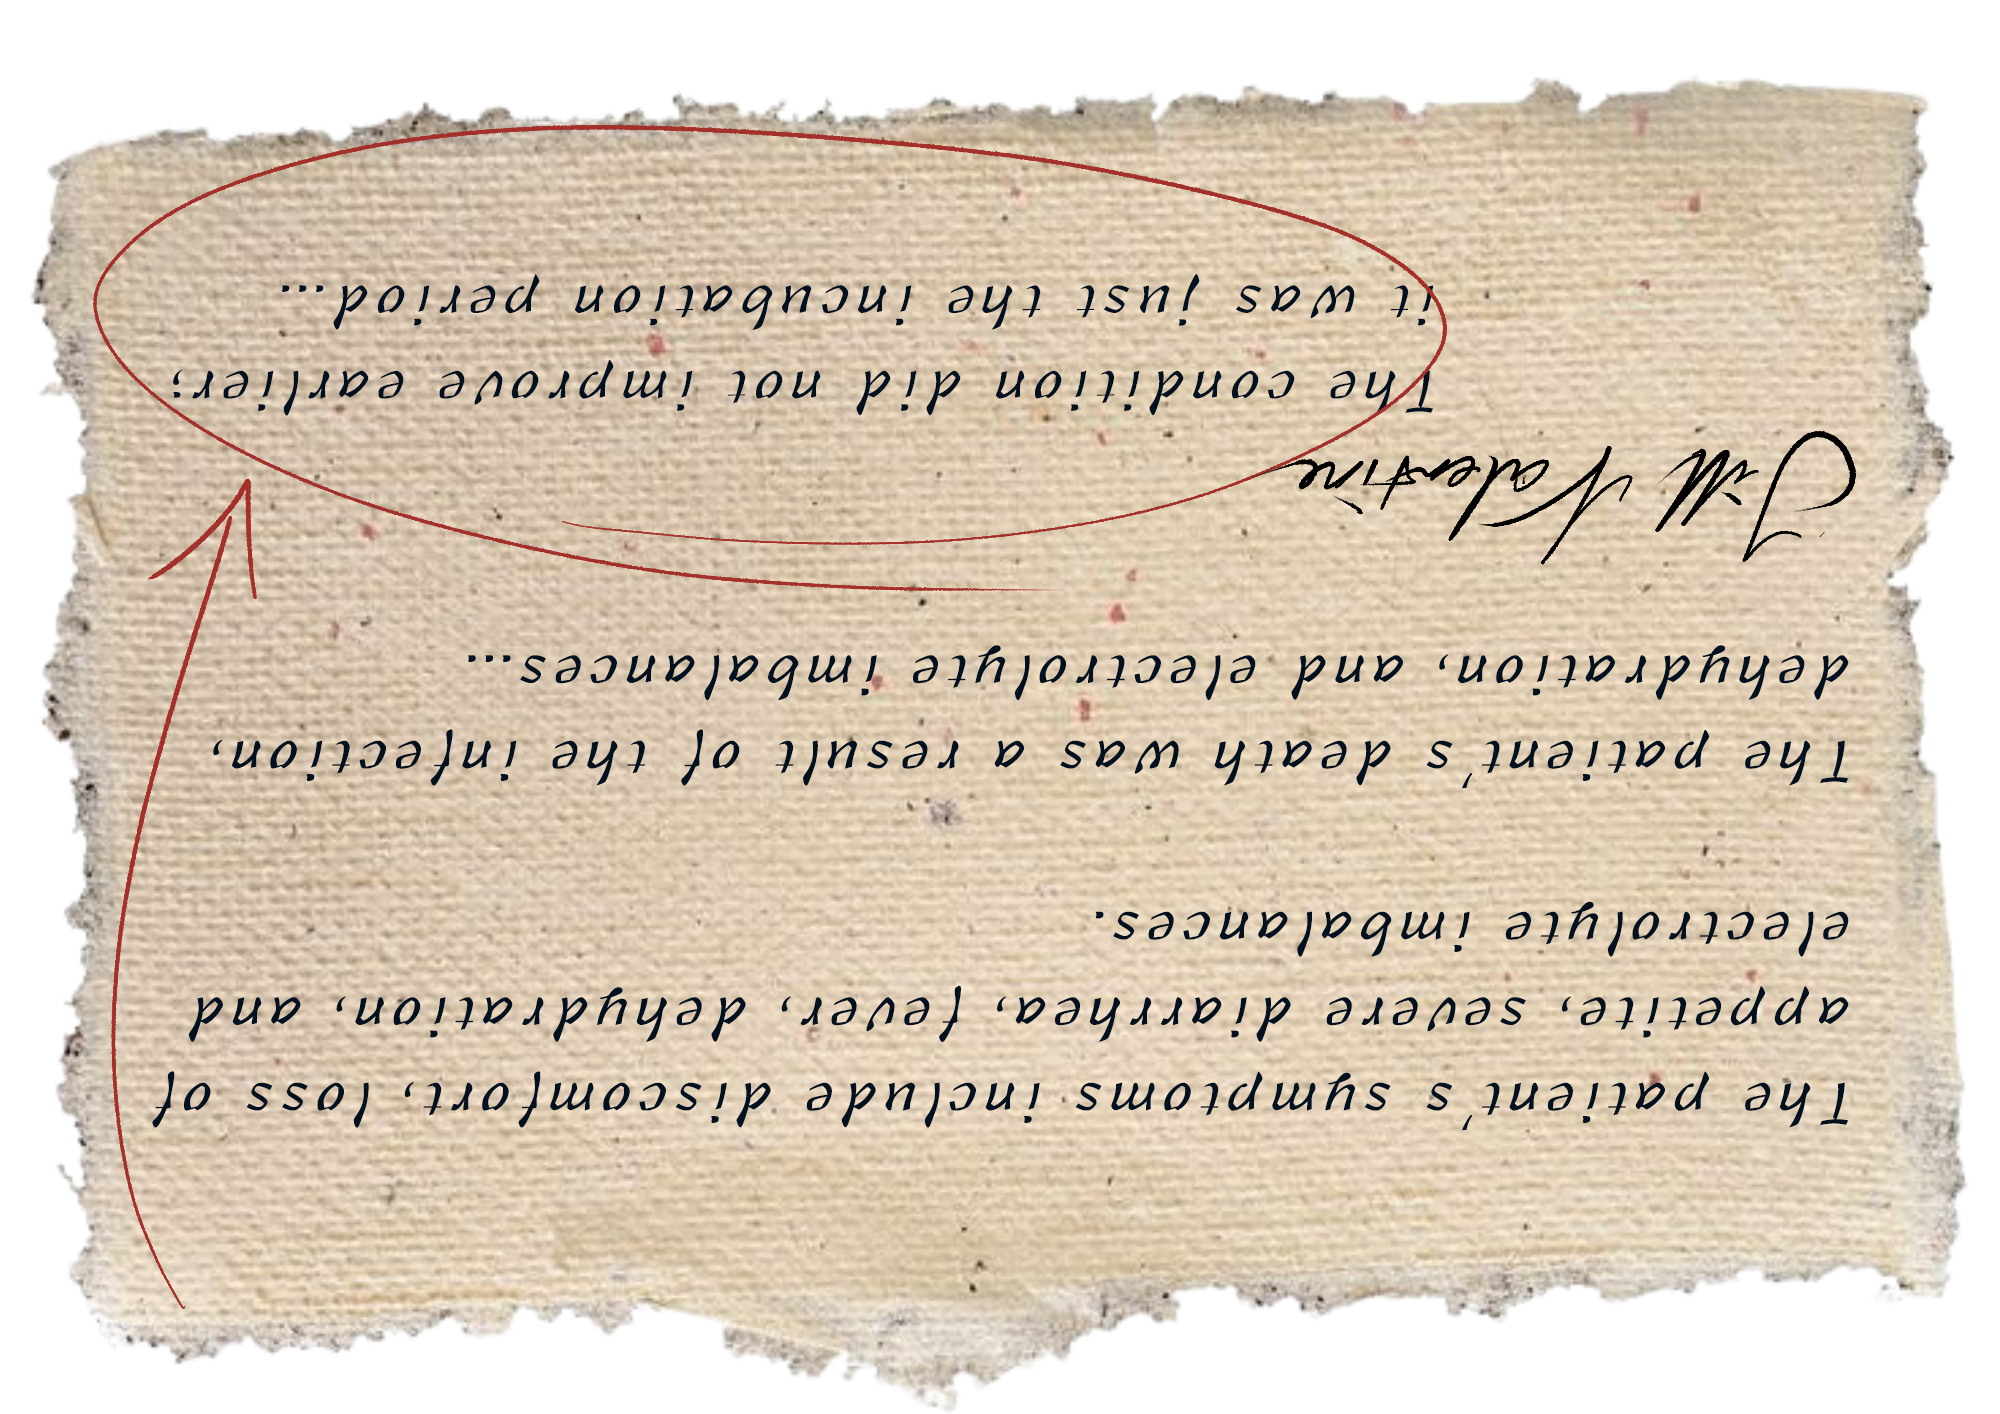 The patient's symptoms include discomfort, loss of
appetite, severe diarrhea, fever, dehydration, and
electrolyte imbalances.
The patient's death was a result of the infection,
dehydration, and electrolyte imbalances...
Jill Valentine
The condition did not improve earlier;
it was just the incubation period...